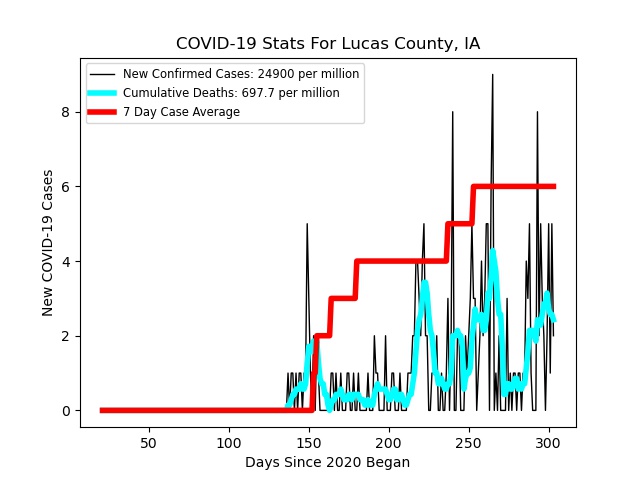 COVID-19 Stats For Lucas County, IA
New Confirmed Cases: 24900 per million
Cumulative Deaths: 697.7 per million
7 Day Case Average
New COVID-19 Cases
8
6
4
2
0
50 100 150 200 250 300
Days Since 2020 Began